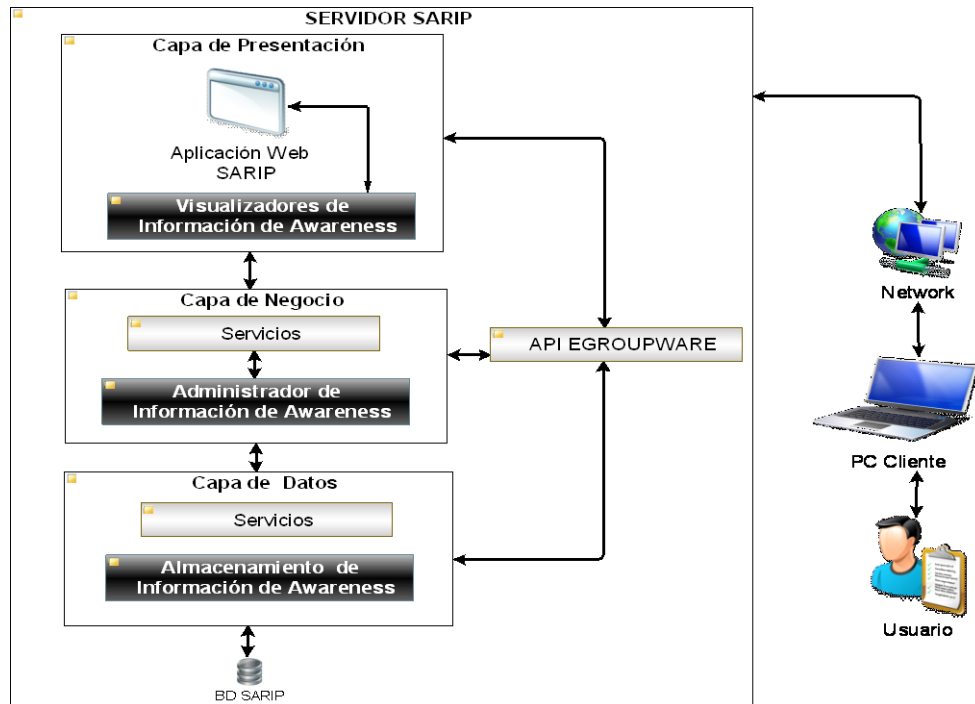 SERVIDOR SARIP
Capa de Presentación
Aplicación Web
SARIP
Visualizadores de
Información de Awareness
Capa de Negocio
Servicios
Administrador de
Información de Awareness
API EGROUPWARE
Capa de Datos
Servicios
Almacenamiento de
Información de Awareness
BD SARIP
Network
PC Cliente
Usuario